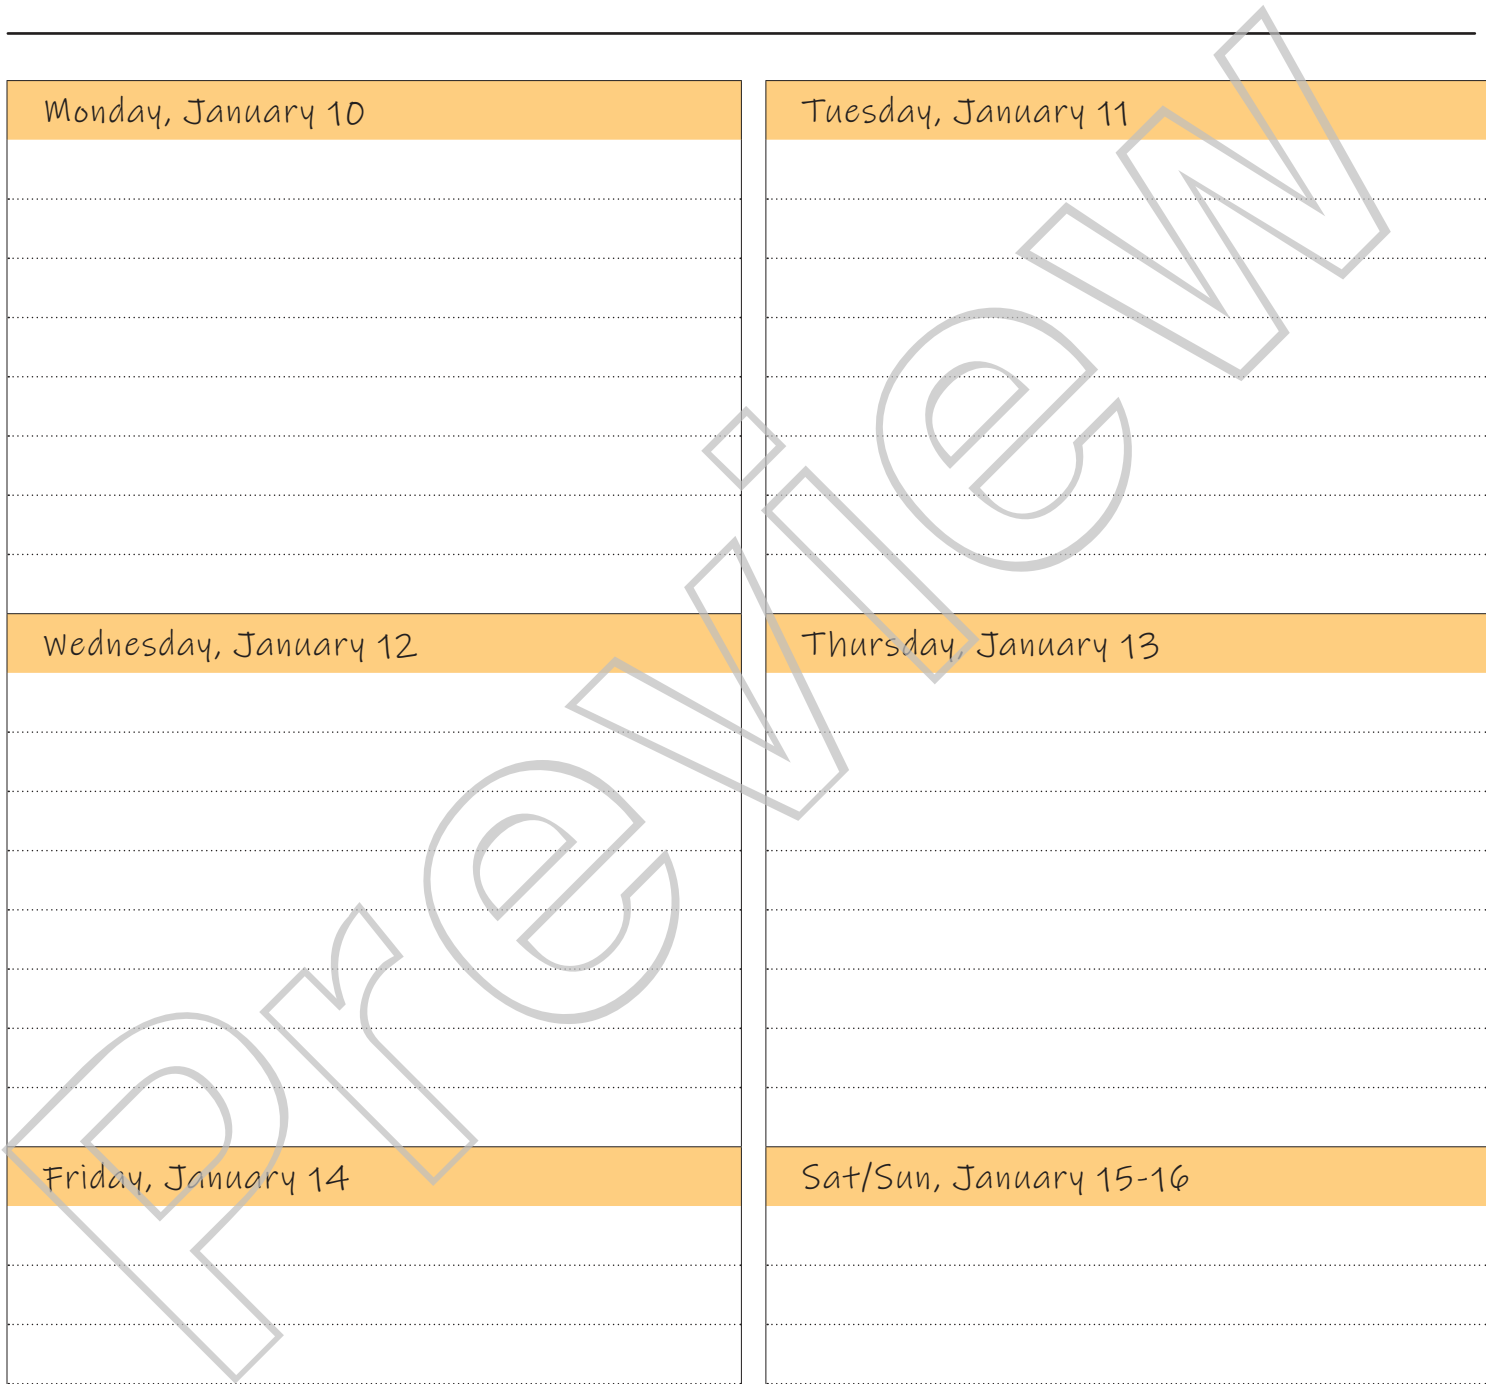 Monday, January 10
Tuesday, January 11
Wednesday, January 12
Thursday, January 13
Friday, January 14
Sat/Sun, January 15-16
Preview